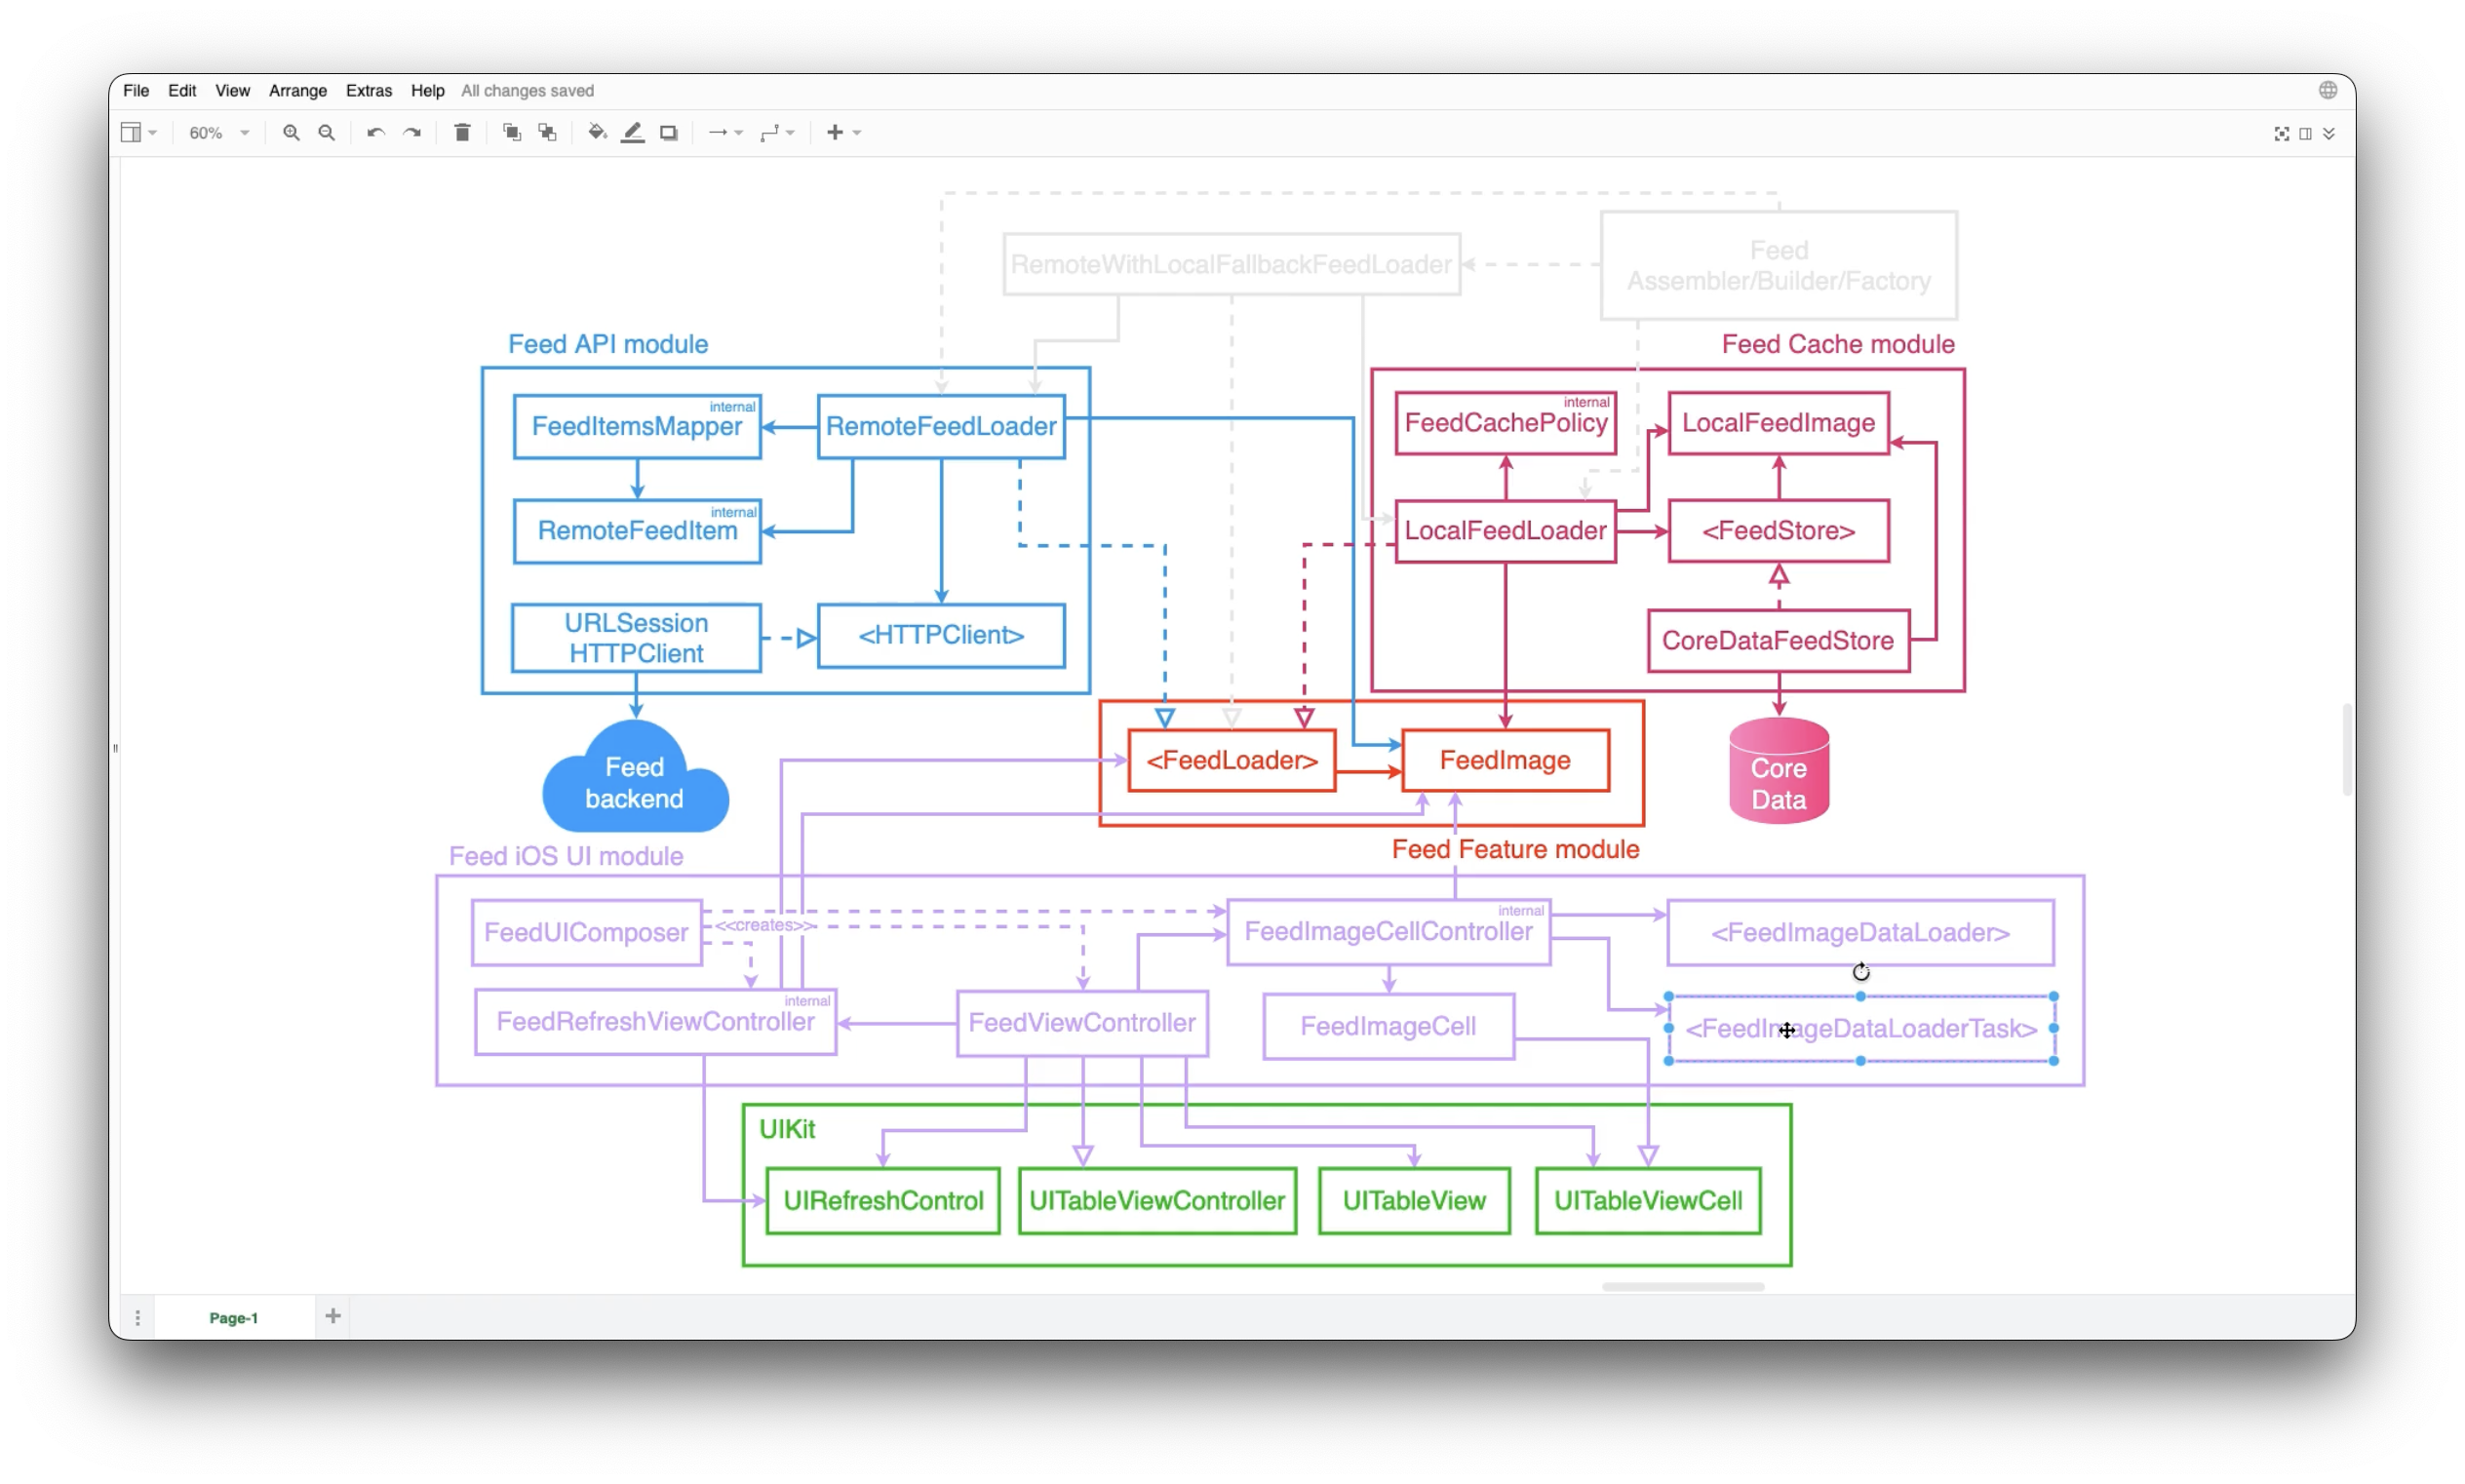 File Edit View Arrange Extras Help All changes saved
60%
RemoteWithLocalFallbackFeedLoader
Feed
Assembler/Builder/Factory
Feed API module
Feed Cache module
internal
FeedItemsMapper
RemoteFeedLoader
internal
FeedCachePolicy
LocalFeedImage
internal
RemoteFeedItem
LocalFeedLoader
<FeedStore>
URLSession
HTTPClient
<HTTPClient>
CoreDataFeedStore
Feed
backend
<FeedLoader>
FeedImage
Core
Data
Feed iOS UI module
Feed Feature module
FeedUIComposer
<<creates>>
internal
FeedImageCellController
<FeedImageDataLoader>
internal
FeedRefreshViewController
FeedViewController
FeedImageCell
<FeedImageDataLoaderTask>
UIKit
UIRefreshControl
UITableViewController
UITableView
UITableViewCell
Page-1